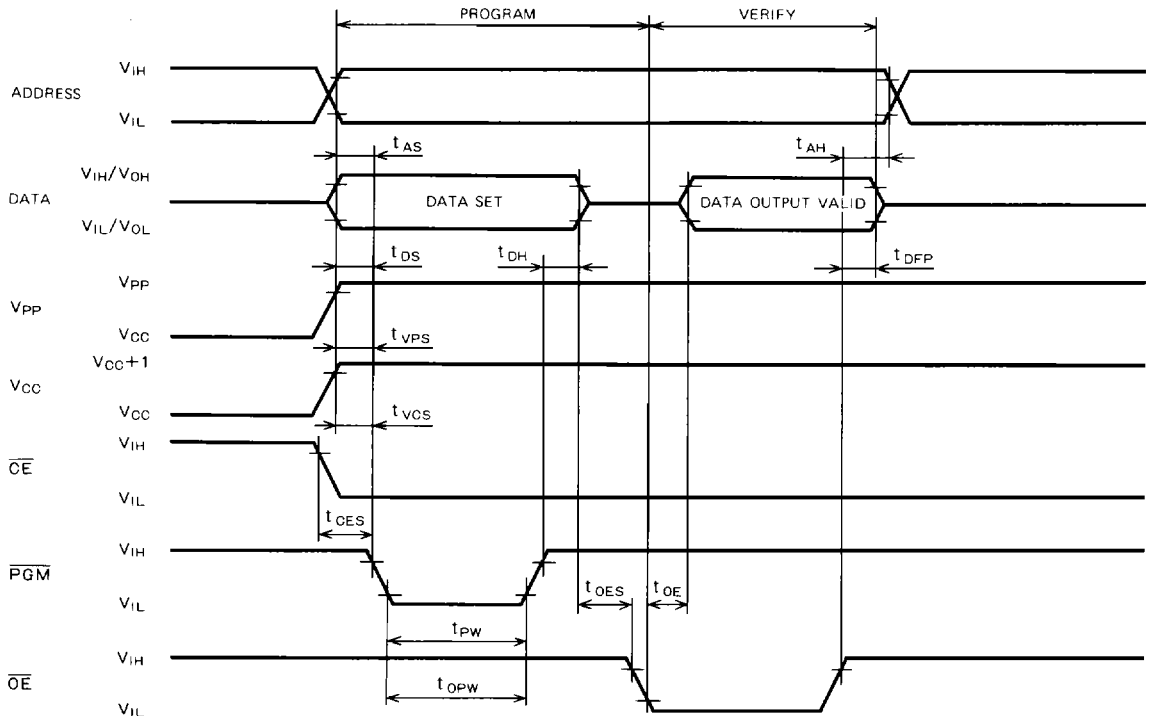 PROGRAM VERIFY
VIH
ADDRESS
VIL
tAS tAH
VIH/VOH
DATA DATA SET DATA OUTPUT VALID
VIL/VOL
tDS tDH tDFP
VPP
VPP
VCC
tVPS
VCC+1
VCC
VCC
tVCS
VIH
CE
VIL
tCES
VIH
PGM
VIL
tOES tOE
tPW
VIH
OE
tOPW
VIL